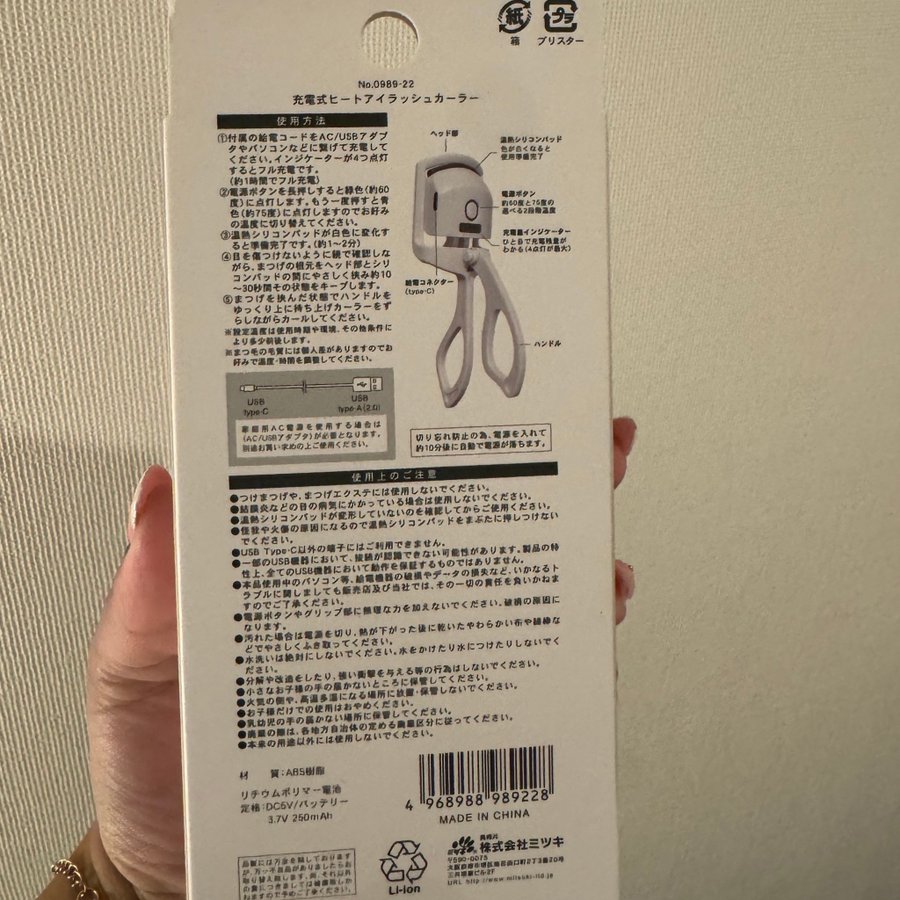 紙
箱
プラ
ブリスター
No.0989-22
充電式ヒートアイラッシュカーラー
使用方法
①付属の給電コードをAC/USBアダプ
タやパソコンなどに繋げて充電して
ください。インジケーターが4つ点灯
するとフル充電です。
(約1時間でフル充電)
②電源ボタンを長押しすると緑色(約60
度)に点灯します。もう一度押すと青
色(約75度)に点灯しますのでお好み
の温度に切り替えてください。
③温熱シリコンパッドが白色に変化す
ると準備完了です。(約1~2分)
④目を傷つけないように鏡で確認しな
がら、まつげの根元をヘッド部とシリ
コンパッドの間にやさしく挟み約10
~30秒間その状態をキープします。
⑤まつげを挟んだ状態でハンドルを
ゆっくり上に持ち上げカーラーをず
らしながらカールしてください。
※設定温度は使用時期や環境、その他条件に
より多少前後します。
※まつ毛の毛質には個人差がありますのでお
好みで温度・時間を調整してください。
ヘッド部
温熱シリコンパッド
色が白くなると
使用準備完了
電源ボタン
約60度と75度の
選べる2段階温度
充電量インジケーター
ひと目で充電残量が
わかる(4点灯が最大)
給電コネクター
(type-C)
ハンドル
USB
type-C
USB
type-A(2.0)
家庭用AC電源を使用する場合は
(AC/USBアダプタ)が必要となります。
別途お買い求めの上ご使用ください。
切り忘れ防止の為、電源を入れて
約10分後に自動で電源が落ちます。
使用上のご注意
●つけまつげや、まつげエクステには使用しないでください。
●結膜炎などの目の病気にかかっている場合は使用しないでください。
●温熱シリコンパッドが変形していないのを確認してからご使用ください。
●怪我や火傷の原因になるので温熱シリコンパッドをまぶたに押しつけない
でください。
●USB Type-C以外の端子にはご利用できません。
●一部のUSB機器において、接続が認識できない可能性があります。製品の特
性上、全てのUSB機器において動作を保証するものではありません。
●本品使用中のパソコン等、給電機器の破損やデータの損失など、いかなるト
ラブルに関しましても販売店及び当社では、その一切の責任を負いかねま
すのでご了承ください。
●電源ボタンやグリップ部に無理な力を加えないでください。破損の原因に
なります。
●汚れた場合は電源を切り、熱が下がった後に乾いたやわらかい布や綿棒な
どでやさしくふき取ってください。
●水洗いは絶対にしないでください。水をかけたり水につけたりしないでく
ださい。
●分解や改造をしたり、強い衝撃を与える等の行為はしないでください。
●小さなお子様の手の届かないところに保管してください。
●火気の側や、高温多湿になる場所に放置・保管しないでください。
●お子様だけでの使用はおやめください。
●乳幼児の手の届かない場所に保管してください。
●廃棄の際は、各地方自治体の定める廃棄区分に従ってください。
●本来の用途以外には使用しないでください。
材 質:ABS樹脂
リチウムポリマー電池
定格:DC5V/バッテリー
3.7V 250mAh
4 968988 989228
MADE IN CHINA
Li-ion
発売元
株式会社ミツキ
〒590-0075
URL http://www.mitsuki-ltd.jp